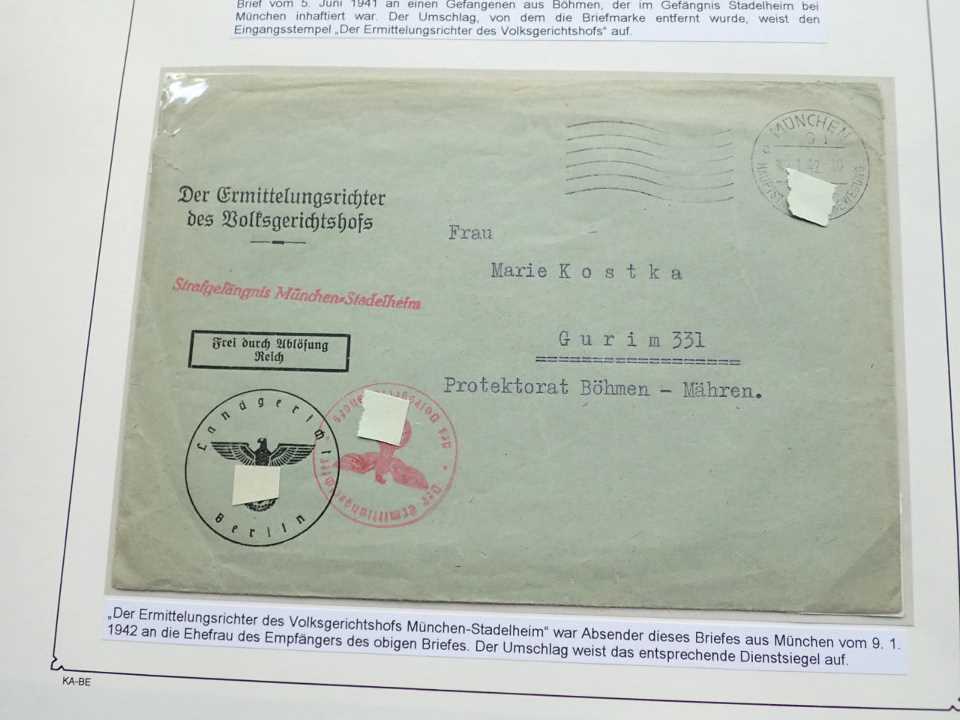 Brief vom 5. Juni 1941 an einen Gefangenen aus Böhmen, der im Gefängnis Stadelheim bei
München inhaftiert war. Der Umschlag, von dem die Briefmarke entfernt wurde, weist den
Eingangsstempel „Der Ermittelungsrichter des Volksgerichtshofs“ auf.
MÜNCHEN
Der Ermittelungsrichter
des Volksgerichtshofs
Frau
Marie K o s t k a
Strafgefängnis München-Stadelheim
G u r i m 331
Frei durch Ablösung
Reich
Protektorat Böhmen - Mähren.
Landgericht
Berlin
Der Ermittlungsrichter
des
„Der Ermittelungsrichter des Volksgerichtshofs München-Stadelheim“ war Absender dieses Briefes aus München vom 9. 1.
1942 an die Ehefrau des Empfängers des obigen Briefes. Der Umschlag weist das entsprechende Dienstsiegel auf.
KA-BE